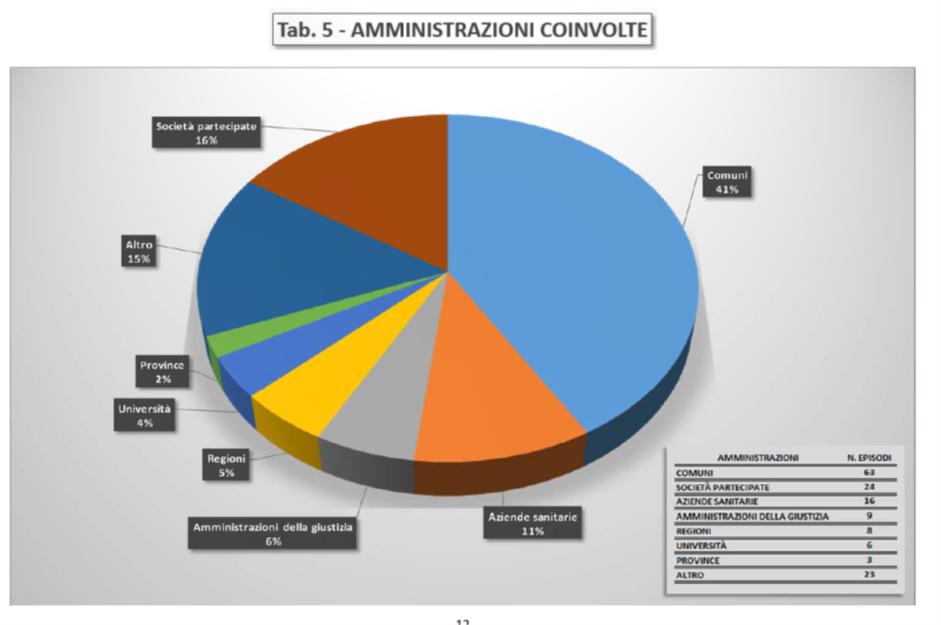 Tab. 5 - AMMINISTRAZIONI COINVOLTE
Società partecipate
16%
Comuni
41%
Altro
15%
Province
2%
Università
4%
Regioni
5%
Amministrazioni della giustizia
6%
Aziende sanitarie
11%
AMMINISTRAZIONI N. EPISODI
COMUNI 63
SOCIETÀ PARTECIPATE 24
AZIENDE SANITARIE 16
AMMINISTRAZIONI DELLA GIUSTIZIA 9
REGIONI 8
UNIVERSITÀ 6
PROVINCE 3
ALTRO 23